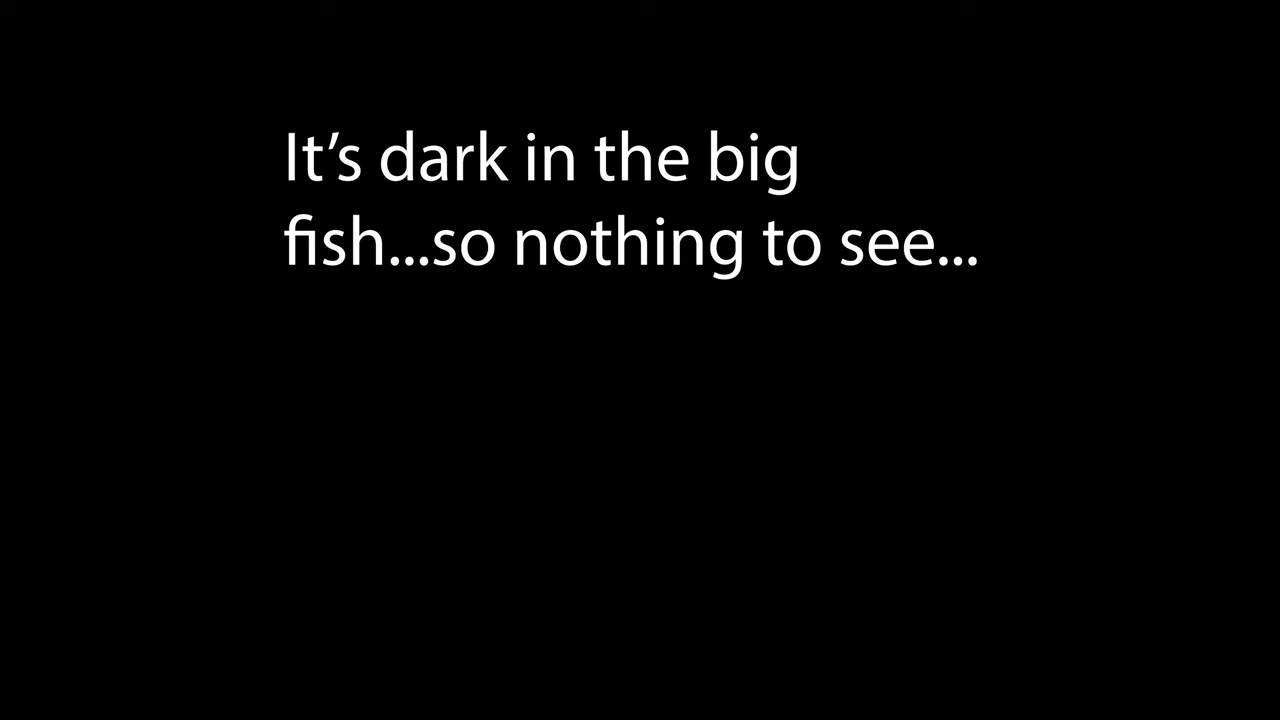 It’s dark in the big
fish...so nothing to see...